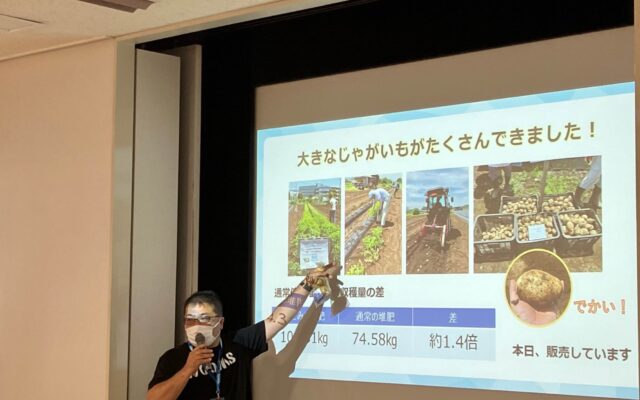 大きなじゃがいもがたくさんできました！
通常 収穫量の差
通常の堆肥 差
kg 74.58kg 約1.4倍
でかい！
本日、販売しています